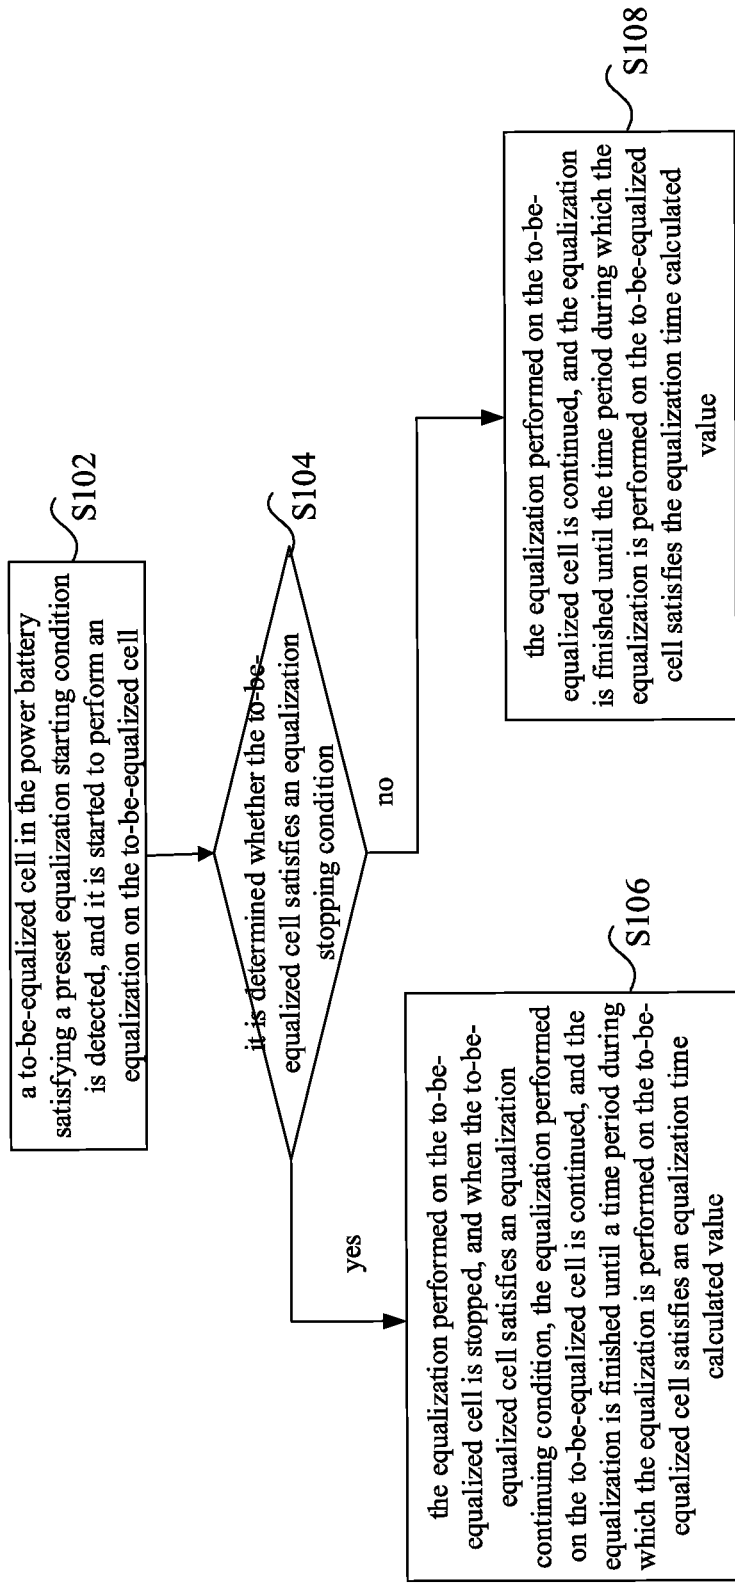 a to-be-equalized cell in the power battery
satisfying a preset equalization starting condition
is detected, and it is started to perform an
equalization on the to-be-equalized cell
S102
it is determined whether the to-be-
equalized cell satisfies an equalization
stopping condition
S104
yes
no
the equalization performed on the to-be-
equalized cell is stopped, and when the to-be-
equalized cell satisfies an equalization
continuing condition, the equalization performed
on the to-be-equalized cell is continued, and the
equalization is finished until a time period during
which the equalization is performed on the to-be-
equalized cell satisfies an equalization time
calculated value
S106
the equalization performed on the to-be-
equalized cell is continued, and the equalization
is finished until the time period during which the
equalization is performed on the to-be-equalized
cell satisfies the equalization time calculated
value
S108